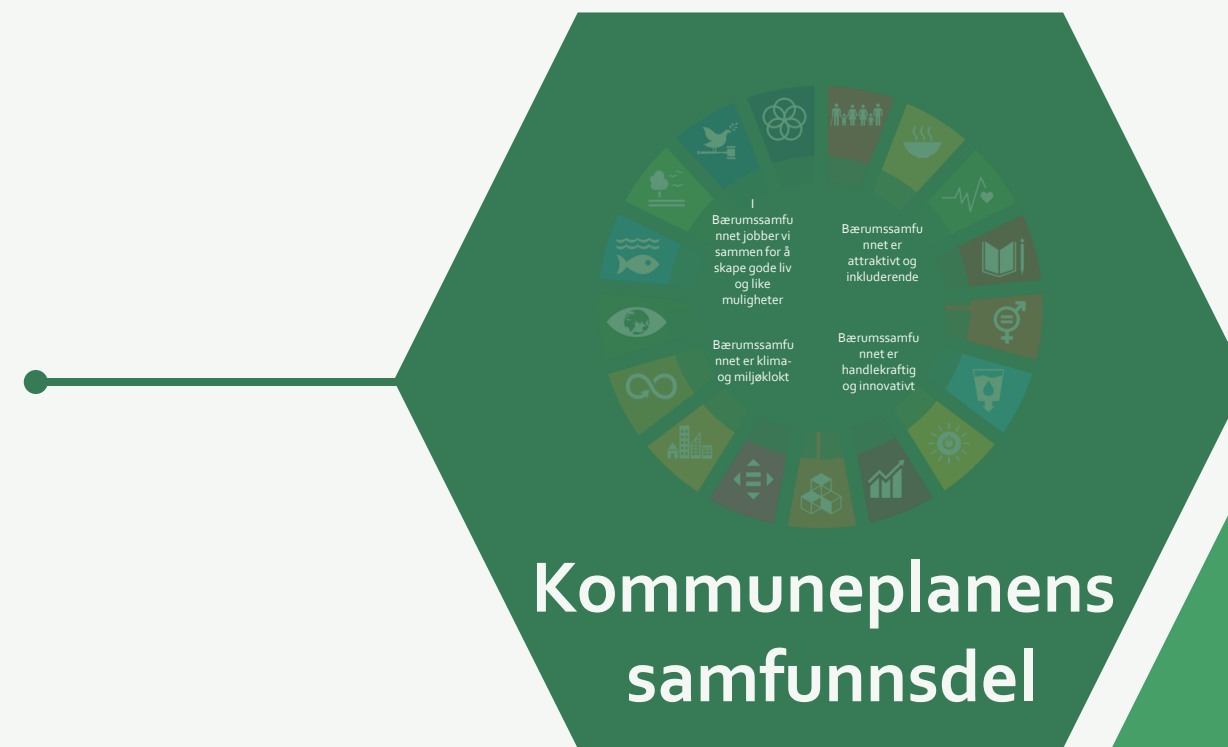 I
Bærumssamfu
nnet jobber vi
sammen for å
skape gode liv
og like
muligheter
Bærumssamfu
nnet er
attraktivt og
inkluderende
Bærumssamfu
nnet er klima-
og miljøklokt
Bærumssamfu
nnet er
handlekraftig
og innovativt
Kommuneplanens
samfunnsdel